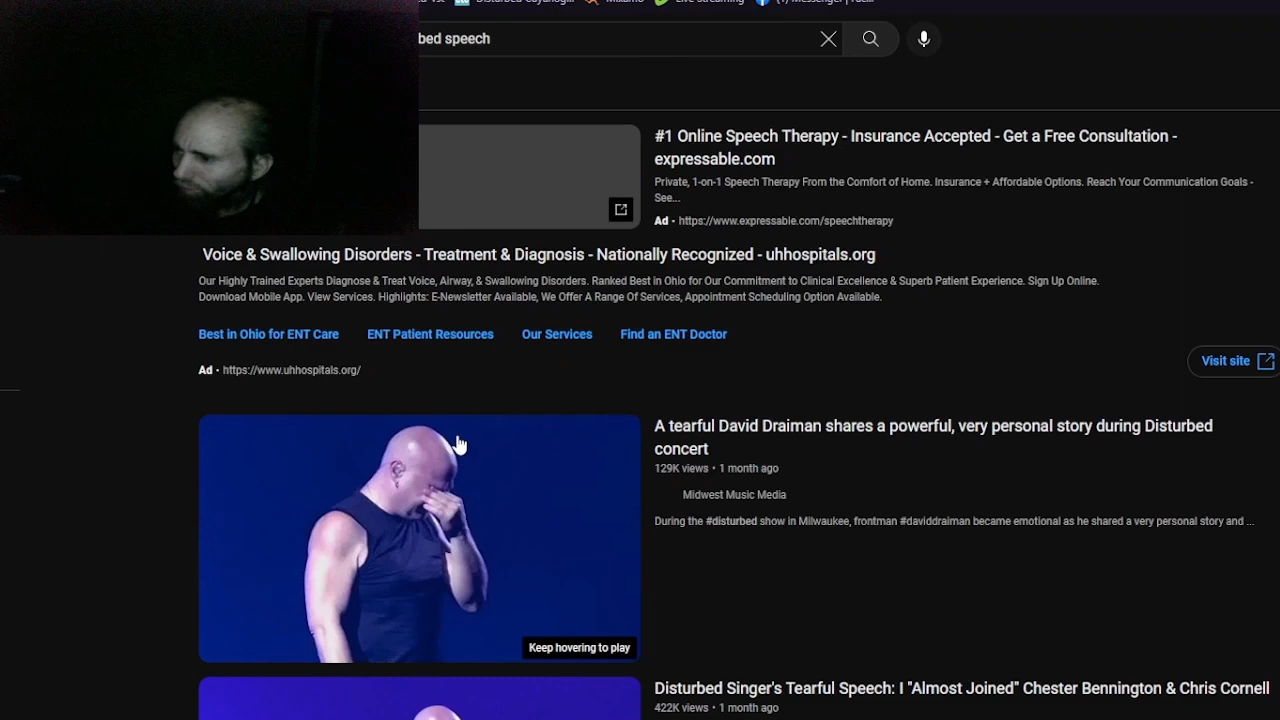 Disturbed Cuyahog...
Mixamo
Live Streaming
Messenger | Fac...
bed speech
#1 Online Speech Therapy - Insurance Accepted - Get a Free Consultation -
expressable.com
Private, 1-on-1 Speech Therapy From the Comfort of Home. Insurance + Affordable Options. Reach Your Communication Goals -
See...
Ad · https://www.expressable.com/speechtherapy
Voice & Swallowing Disorders - Treatment & Diagnosis - Nationally Recognized - uhhospitals.org
Our Highly Trained Experts Diagnose & Treat Voice, Airway, & Swallowing Disorders. Ranked Best in Ohio for Our Commitment to Clinical Excellence & Superb Patient Experience. Sign Up Online.
Download Mobile App. View Services. Highlights: E-Newsletter Available, We Offer A Range Of Services, Appointment Scheduling Option Available.
Best in Ohio for ENT Care ENT Patient Resources Our Services Find an ENT Doctor
Visit site
Ad · https://www.uhhospitals.org/
A tearful David Draiman shares a powerful, very personal story during Disturbed
concert
129K views · 1 month ago
Midwest Music Media
During the #disturbed show in Milwaukee, frontman #daviddraiman became emotional as he shared a very personal story and ...
Keep hovering to play
Disturbed Singer's Tearful Speech: I "Almost Joined" Chester Bennington & Chris Cornell
422K views · 1 month ago